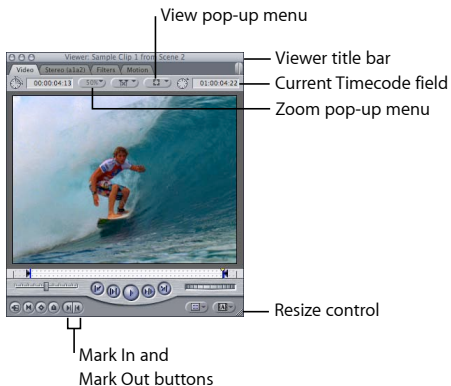 View pop-up menu
Viewer: Sample Clip 1 from Scene 2
Viewer title bar
Video Stereo (a1a2) Filters Motion
00:00:04:13 50% 01:00:04:22
Current Timecode field
Zoom pop-up menu
A
Resize control
Mark In and
Mark Out buttons